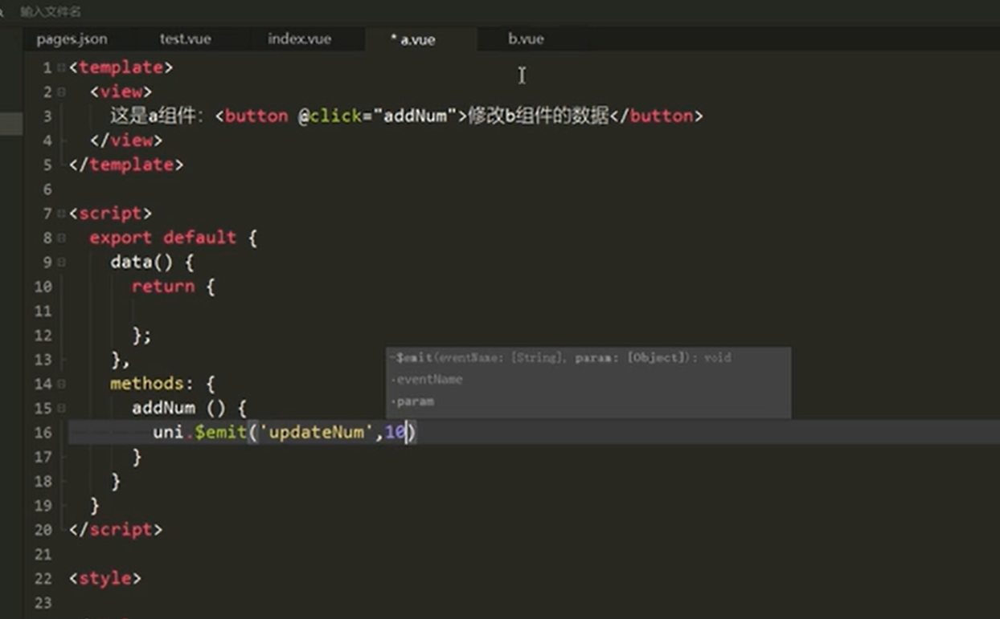 输入文件名
pages.json test.vue index.vue * a.vue b.vue
1 <template>
2 <view>
3 这是a组件：<button @click="addNum">修改b组件的数据</button>
4 </view>
5 </template>
6
7 <script>
8 export default {
9 data() {
10 return {
11
12 };
13 },
-$emit(eventName: [String], param: [Object]): void
·eventName
·param
14 methods: {
15 addNum () {
16 uni.$emit('updateNum',10)
17 }
18 }
19 }
20 </script>
21
22 <style>
23